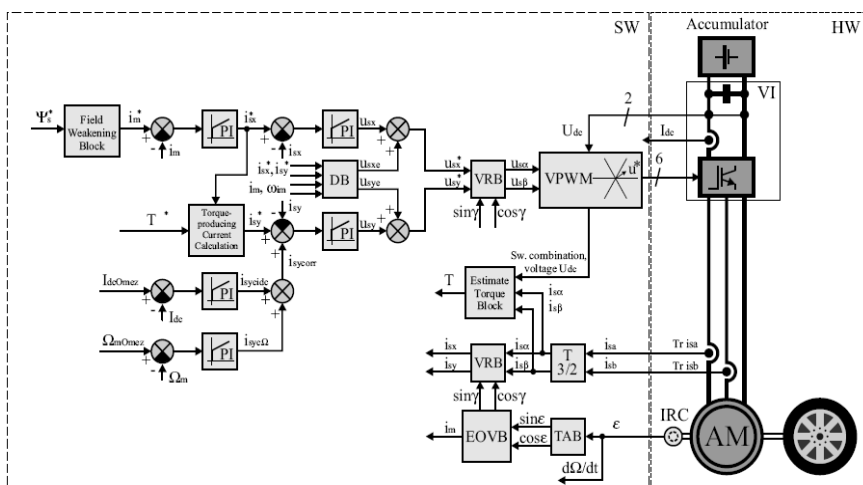 SW
Accumulator
HW
VI
Ψs*
Field
Weakening
Block
im*
+
-
im
PI
isx*
+
-
isx
PI
usx
+
+
usx*
isx*, isy*
im, ωim
DB
usxe
usye
isy
T*
Torque-
producing
Current
Calculation
isy*
+
-
+
PI
usy
+
+
usy*
VRB
sinγ
cosγ
usα
usβ
VPWM
u*
Udc
2
Idc
6
IdcOmez
+
-
Idc
PI
isycidc
isycorr
+
+
ΩmOmez
+
-
Ωm
PI
isycΩ
Sw. combination,
voltage Udc
T
Estimate
Torque
Block
isα
isβ
isx
isy
VRB
isα
isβ
T
3/2
isa
isb
Tr isa
Tr isb
sinγ
cosγ
im
EOVB
sinε
cosε
TAB
ε
dΩ/dt
IRC
AM